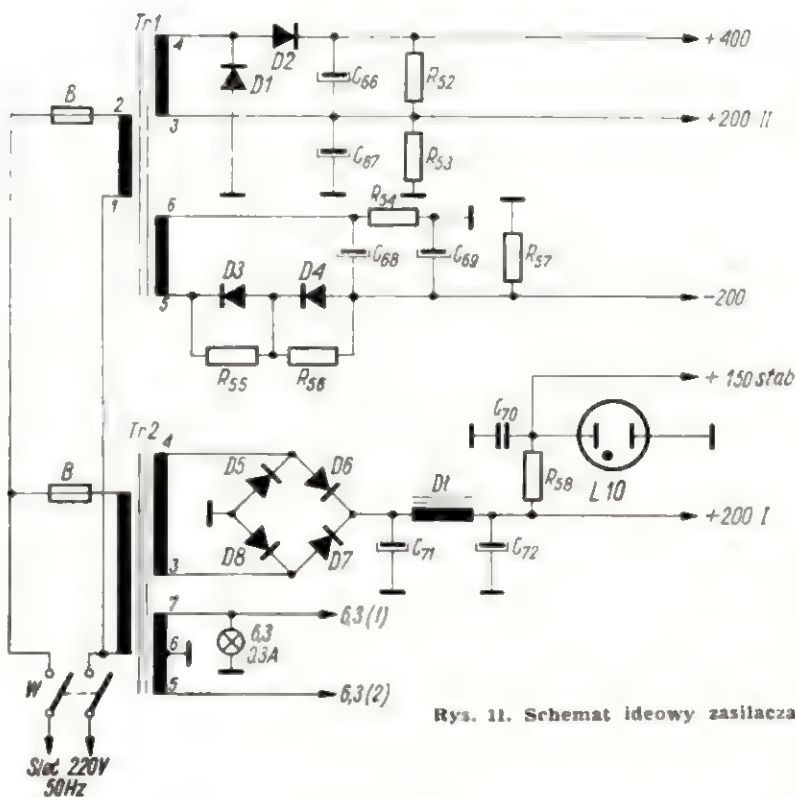 Tr1
4
D2
+400
D1
C66
R52
B
2
3
+200 II
C67
R53
1
6
R54
C68
C69
R57
D3
D4
5
-200
R55
R56
+150 stab
Tr2
4
C70
B
D5
D6
R58
L10
Dł
+200 I
D8
D7
C71
C72
3
7
6,3(1)
6
6,3
0,3A
W
5
6,3(2)
Rys. 11. Schemat ideowy zasilacza
Sieć 220V
50Hz